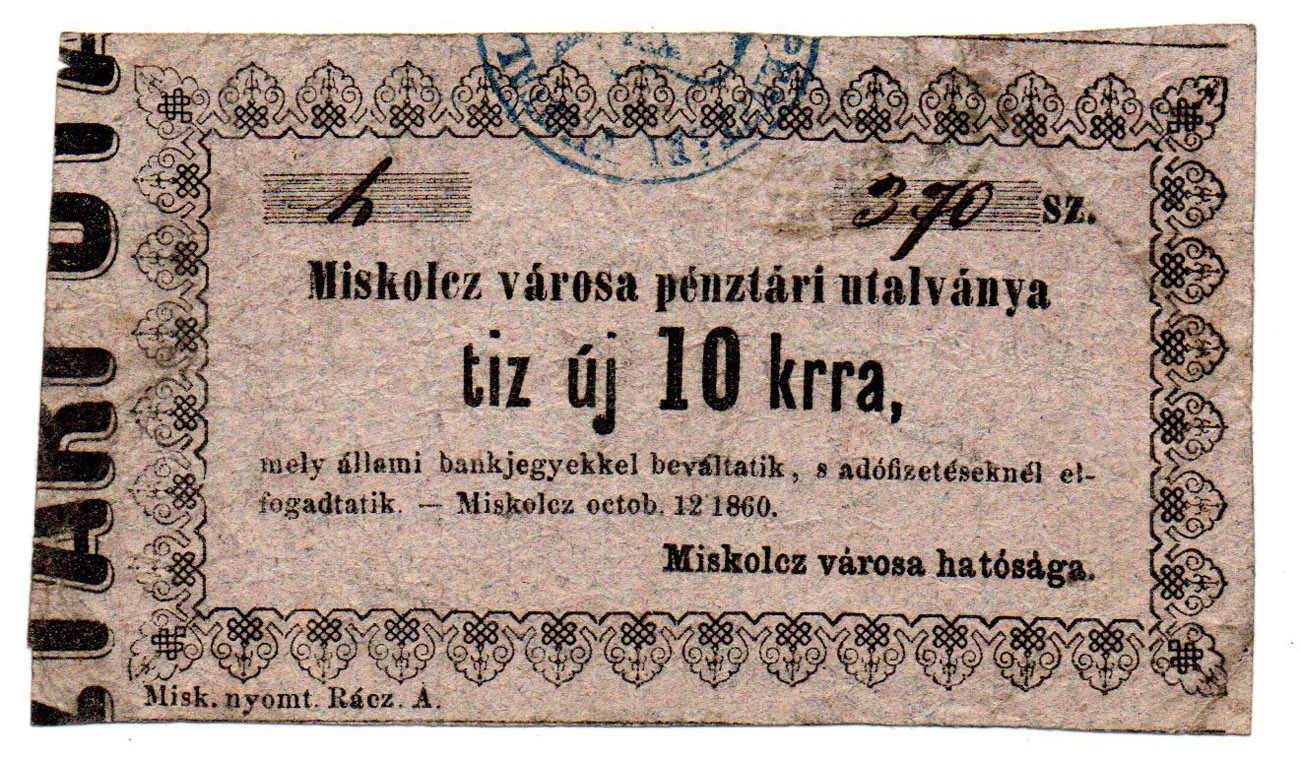 h 370 sz.
Miskolcz városa pénztári utalványa
tiz új 10 krra,
mely állami bankjegyekkel beváltatik, s adófizetéseknél el-
fogadtatik. — Miskolcz octob. 12 1860.
Miskolcz városa hatósága.
Misk. nyomt. Rácz. A.